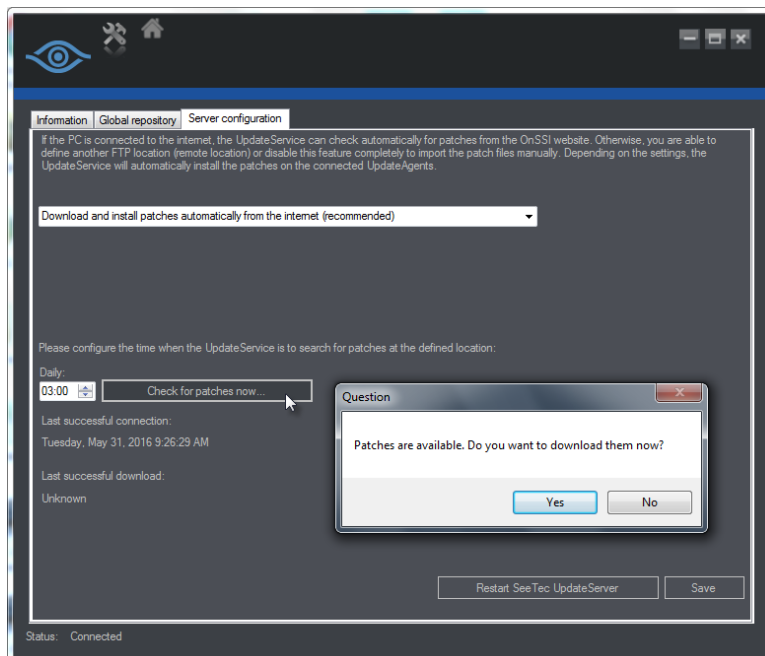 Information Global repository Server configuration
If the PC is connected to the internet, the UpdateService can check automatically for patches from the OnSSI website. Otherwise, you are able to
define another FTP location (remote location) or disable this feature completely to import the patch files manually. Depending on the settings, the
UpdateService will automatically install the patches on the connected UpdateAgents.
Download and install patches automatically from the internet (recommended)
Please configure the time when the UpdateService is to search for patches at the defined location:
Daily:
03:00 Check for patches now...
Last successful connection:
Tuesday, May 31, 2016 9:26:29 AM
Last successful download:
Unknown
Question
Patches are available. Do you want to download them now?
Yes No
Restart SeeTec UpdateServer Save
Status: Connected